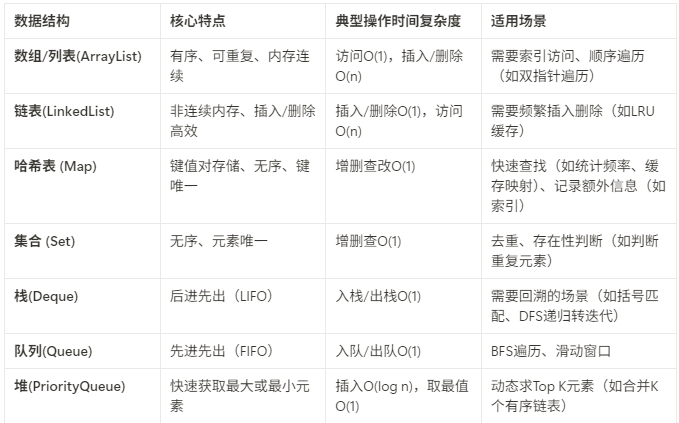 数据结构 核心特点 典型操作时间复杂度 适用场景
数组/列表(ArrayList) 有序、可重复、内存连 访问O(1)，插入/删除 需要索引访问、顺序遍历
续 O(n) （如双指针遍历）
链表(LinkedList) 非连续内存、插入/删除 插入/删除O(1)，访问 需要频繁插入删除（如LRU
高效 O(n) 缓存）
哈希表 (Map) 键值对存储、无序、键 增删查改O(1) 快速查找（如统计频率、缓
唯一 存映射）、记录额外信息（如
索引）
集合 (Set) 无序、元素唯一 增删查O(1) 去重、存在性判断（如判断
重复元素）
栈(Deque) 后进先出（LIFO） 入栈/出栈O(1) 需要回溯的场景（如括号匹
配、DFS递归转迭代）
队列(Queue) 先进先出（FIFO） 入队/出队O(1) BFS遍历、滑动窗口
堆(PriorityQueue) 快速获取最大或最小元 插入O(log n)，取最值 动态求Top K元素（如合并K
素 O(1) 个有序链表）